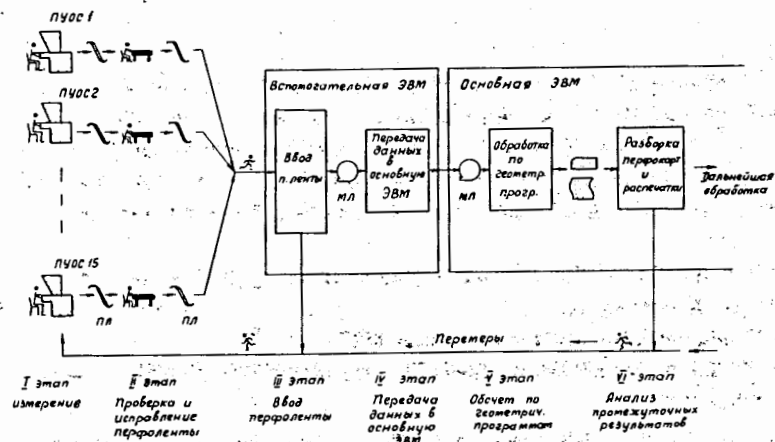 ПУОС 1
ПУОС 2
ПУОС 15
ПЛ
ПЛ
Вспомогательная ЭВМ
Ввод
п. ленты
МЛ
Передача
данных
в
основную
ЭВМ
Основная ЭВМ
МЛ
Обработка
по
геометр.
прогр.
Разборка
перфокарт
и
распечатки
Дальнейшая
обработка
Перемеры
I этап
измерение
II этап
Проверка и
исправление
перфоленты
III этап
Ввод
перфоленты
IV этап
Передача
данных в
основную
ЭВМ
V этап
Обсчет по
геометрич.
программам
VI этап
Анализ
промежуточных
результатов